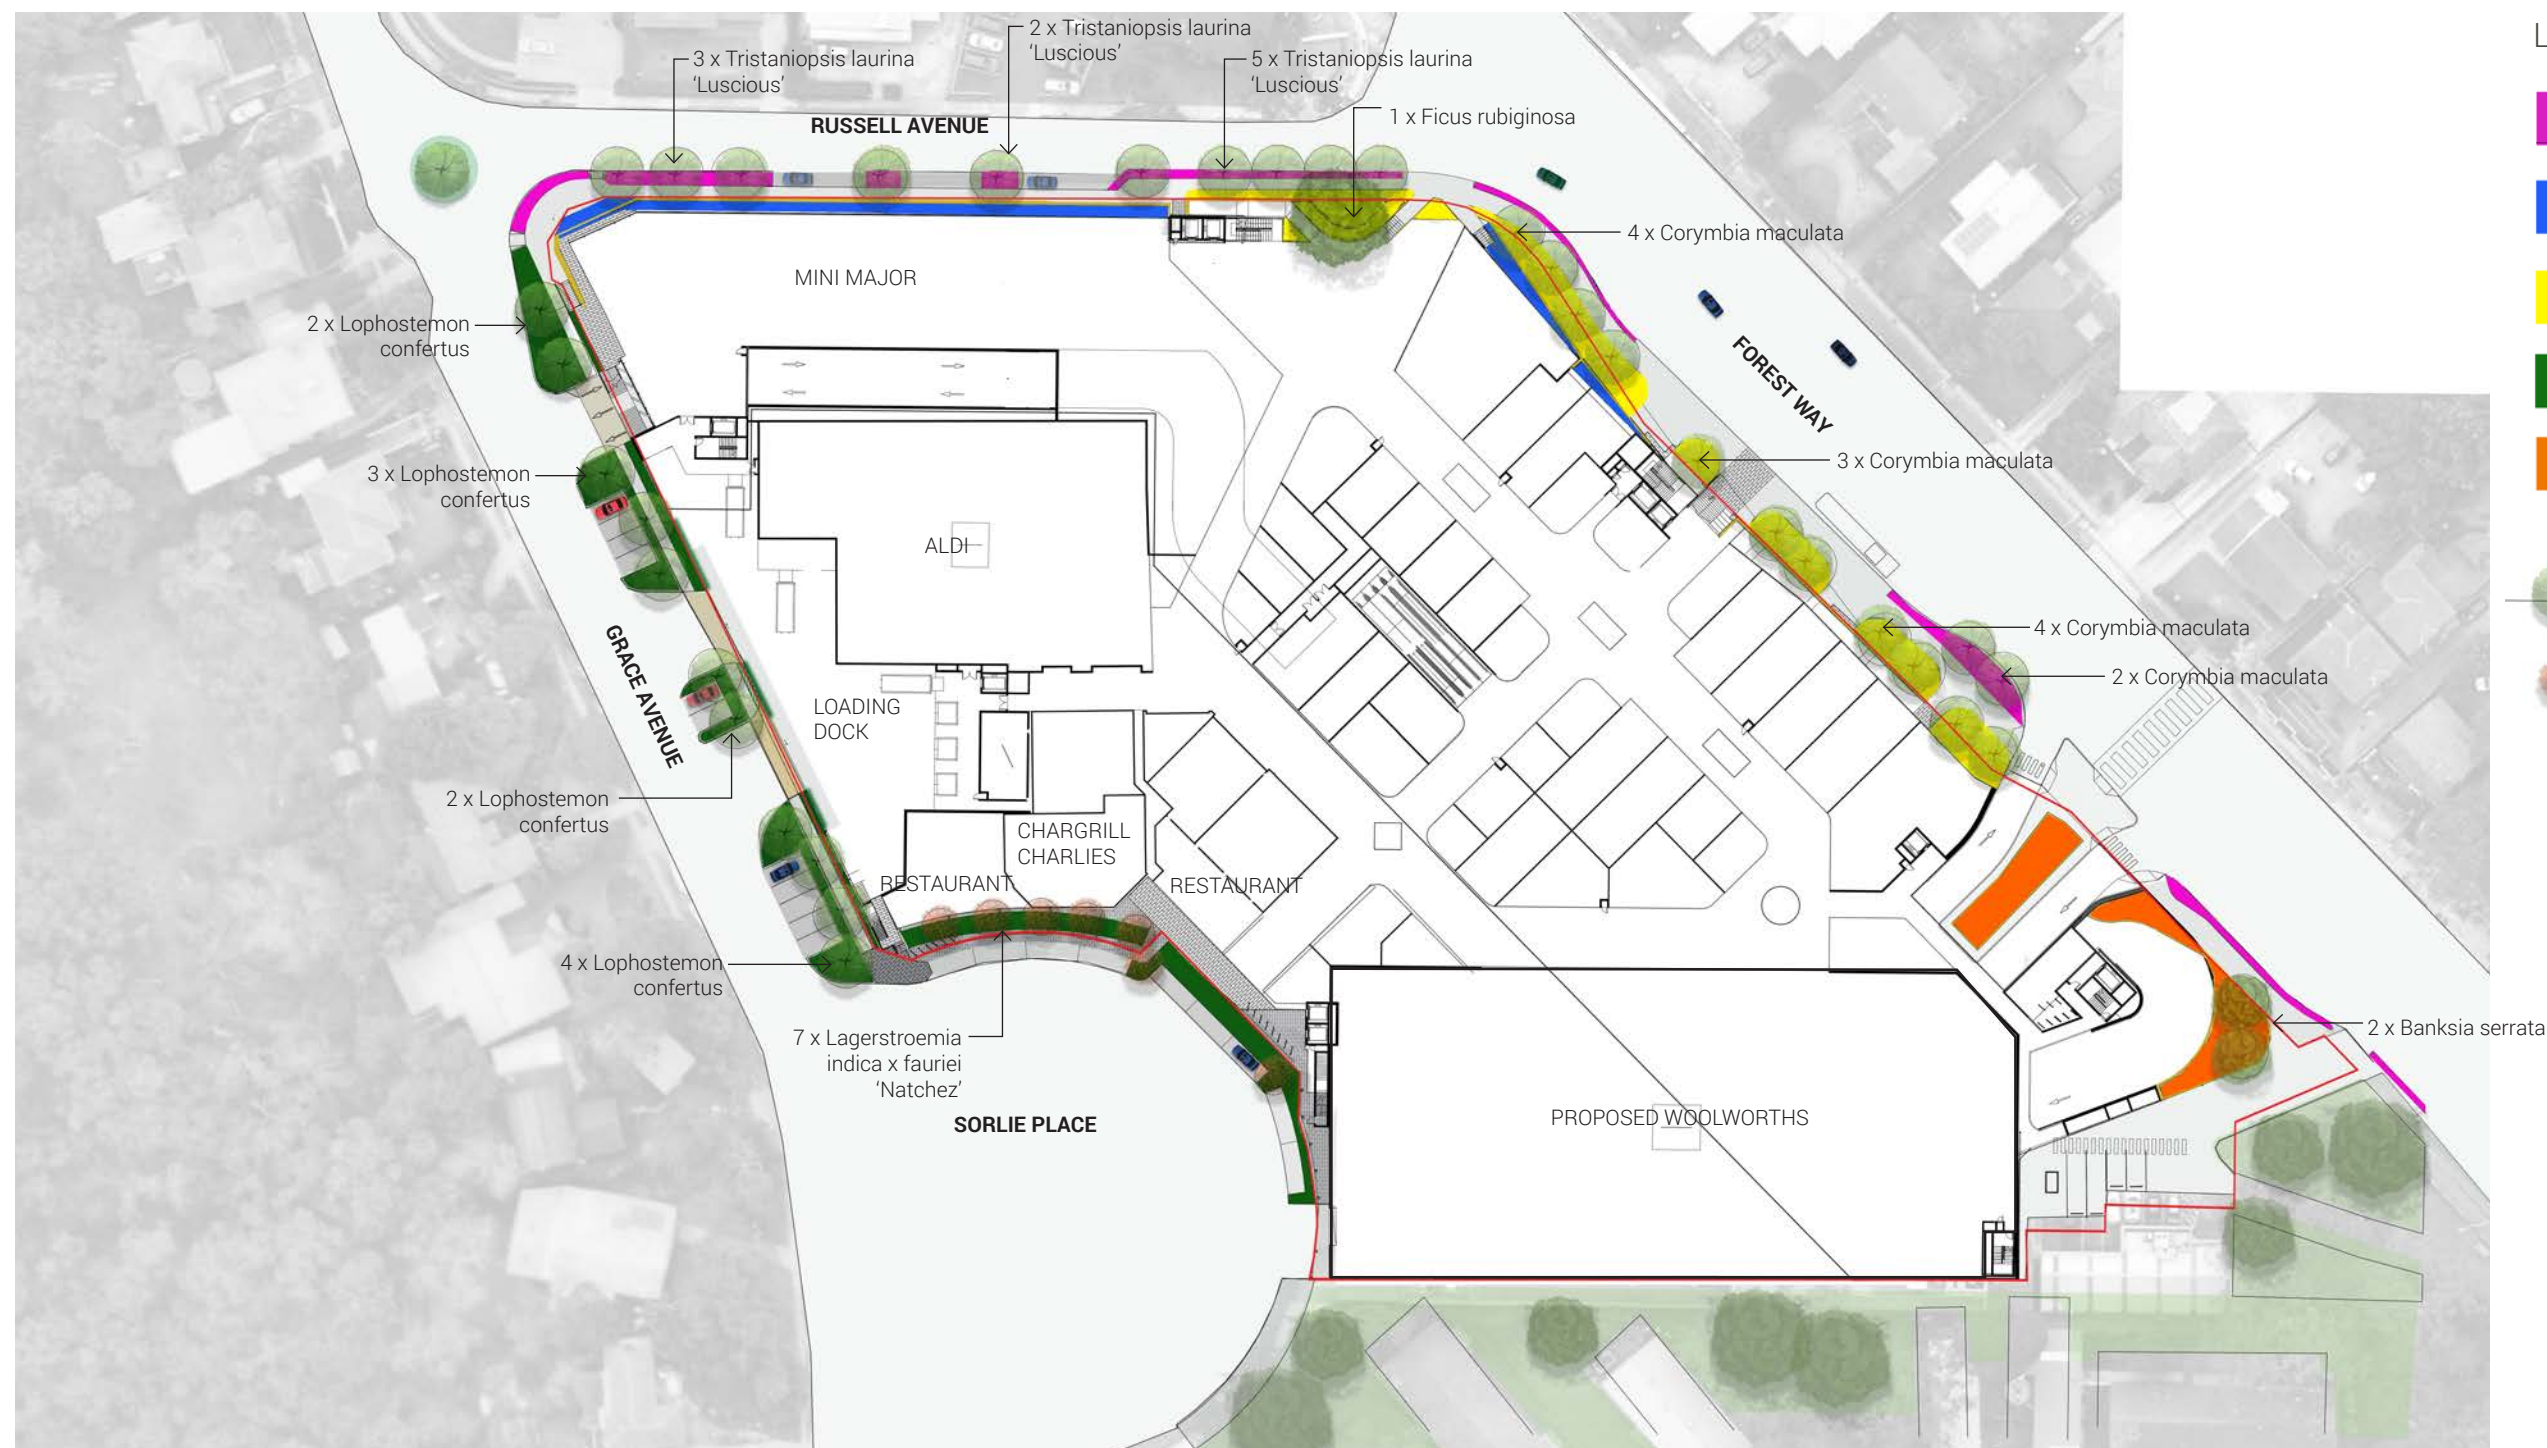 2 x Tristaniopsis laurina
'Luscious'
3 x Tristaniopsis laurina
'Luscious'
5 x Tristaniopsis laurina
'Luscious'
1 x Ficus rubiginosa
RUSSELL AVENUE
4 x Corymbia maculata
MINI MAJOR
2 x Lophostemon
confertus
FOREST WAY
3 x Corymbia maculata
3 x Lophostemon
confertus
ALDI
4 x Corymbia maculata
2 x Corymbia maculata
GRACE AVENUE
LOADING
DOCK
2 x Lophostemon
confertus
CHARGRILL
CHARLIES
RESTAURANT
RESTAURANT
4 x Lophostemon
confertus
7 x Lagerstroemia
indica x fauriei
'Natchez'
2 x Banksia serrata
SORLIE PLACE
PROPOSED WOOLWORTHS